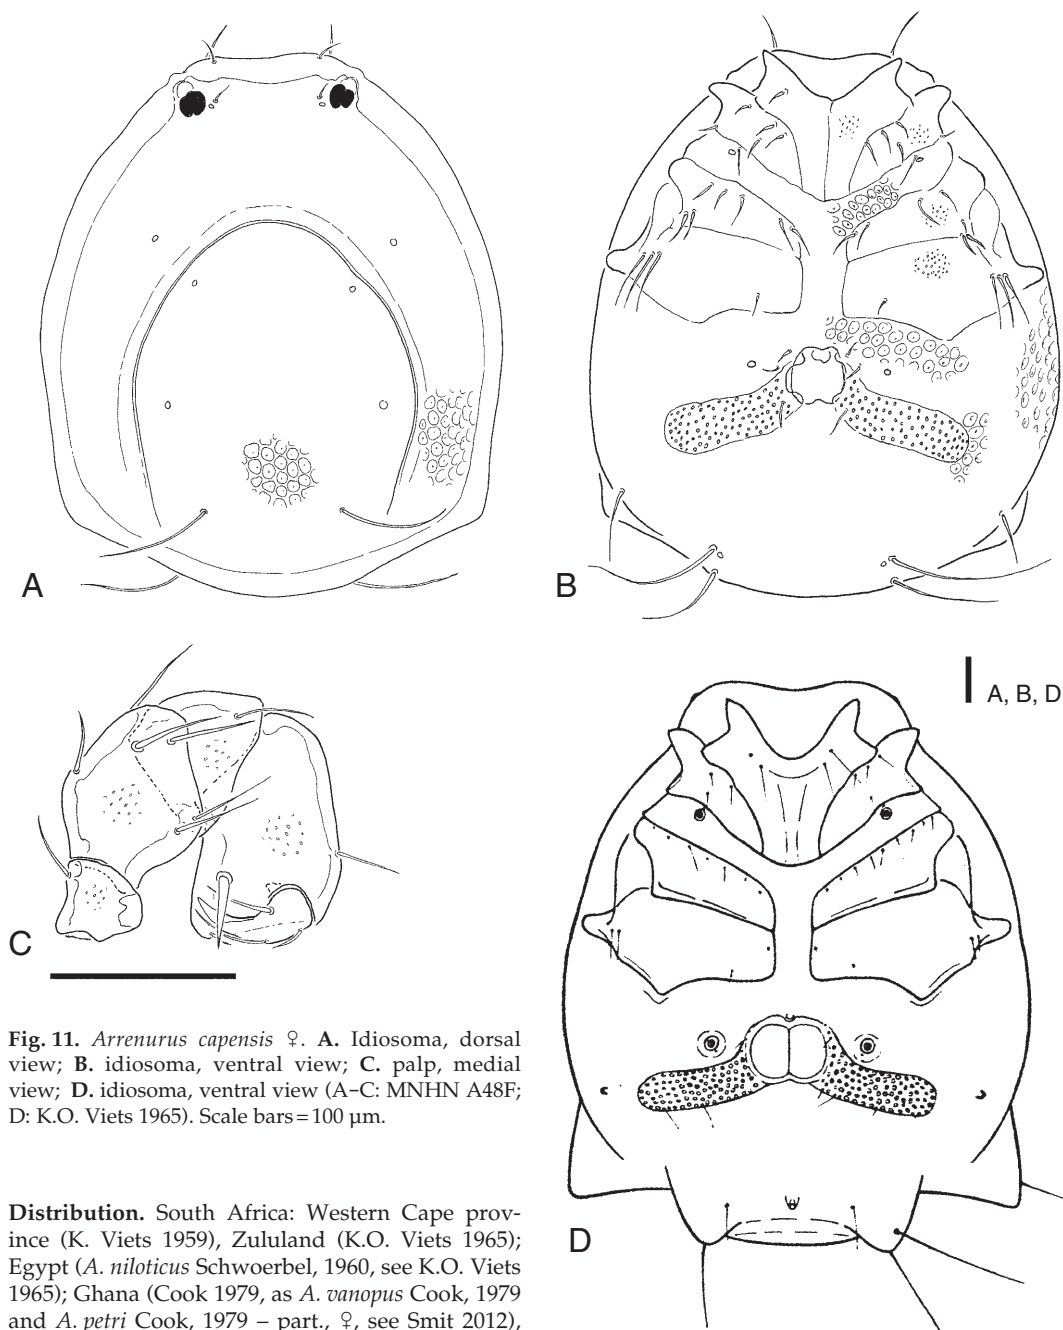 A
B
A, B, D
C
Fig. 11. Arrenurus capensis ♀. A. Idiosoma, dorsal
view; B. idiosoma, ventral view; C. palp, medial
view; D. idiosoma, ventral view (A–C: MNHN A48F;
D: K.O. Viets 1965). Scale bars = 100 µm.
D
Distribution. South Africa: Western Cape prov-
ince (K. Viets 1959), Zululand (K.O. Viets 1965);
Egypt (A. niloticus Schwoerbel, 1960, see K.O. Viets
1965); Ghana (Cook 1979, as A. vanopus Cook, 1979
and A. petri Cook, 1979 – part., ♀, see Smit 2012),